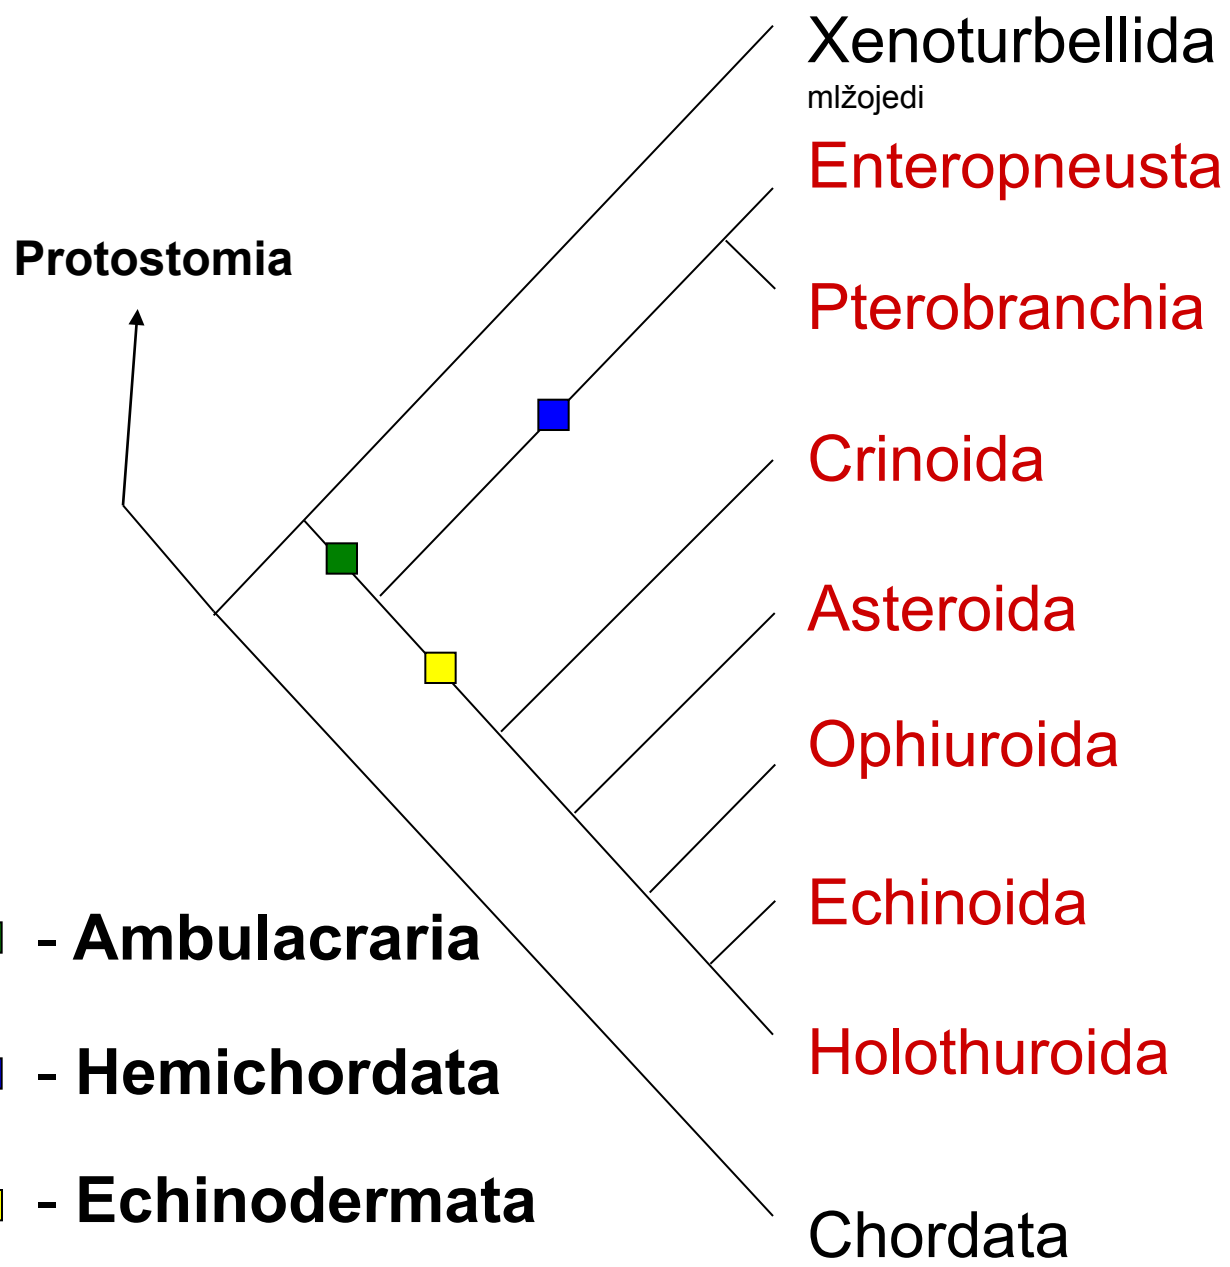 Xenoturbellida
mlžojedi
Enteropneusta
Protostomia
Pterobranchia
Crinoida
Asteroida
Ophiuroida
Echinoida
- Ambulacraria
Holothuroida
- Hemichordata
- Echinodermata
Chordata